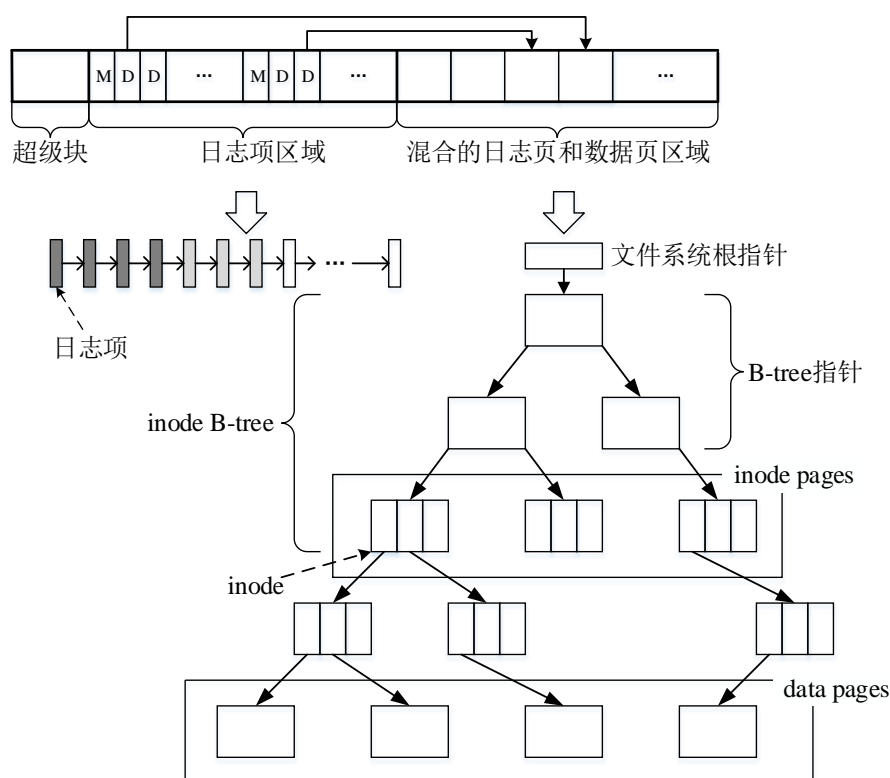 M D D ... M D D ... ...
超级块 日志项区域 混合的日志页和数据页区域
文件系统根指针
...
日志项
B-tree指针
inode B-tree
inode pages
inode
data pages